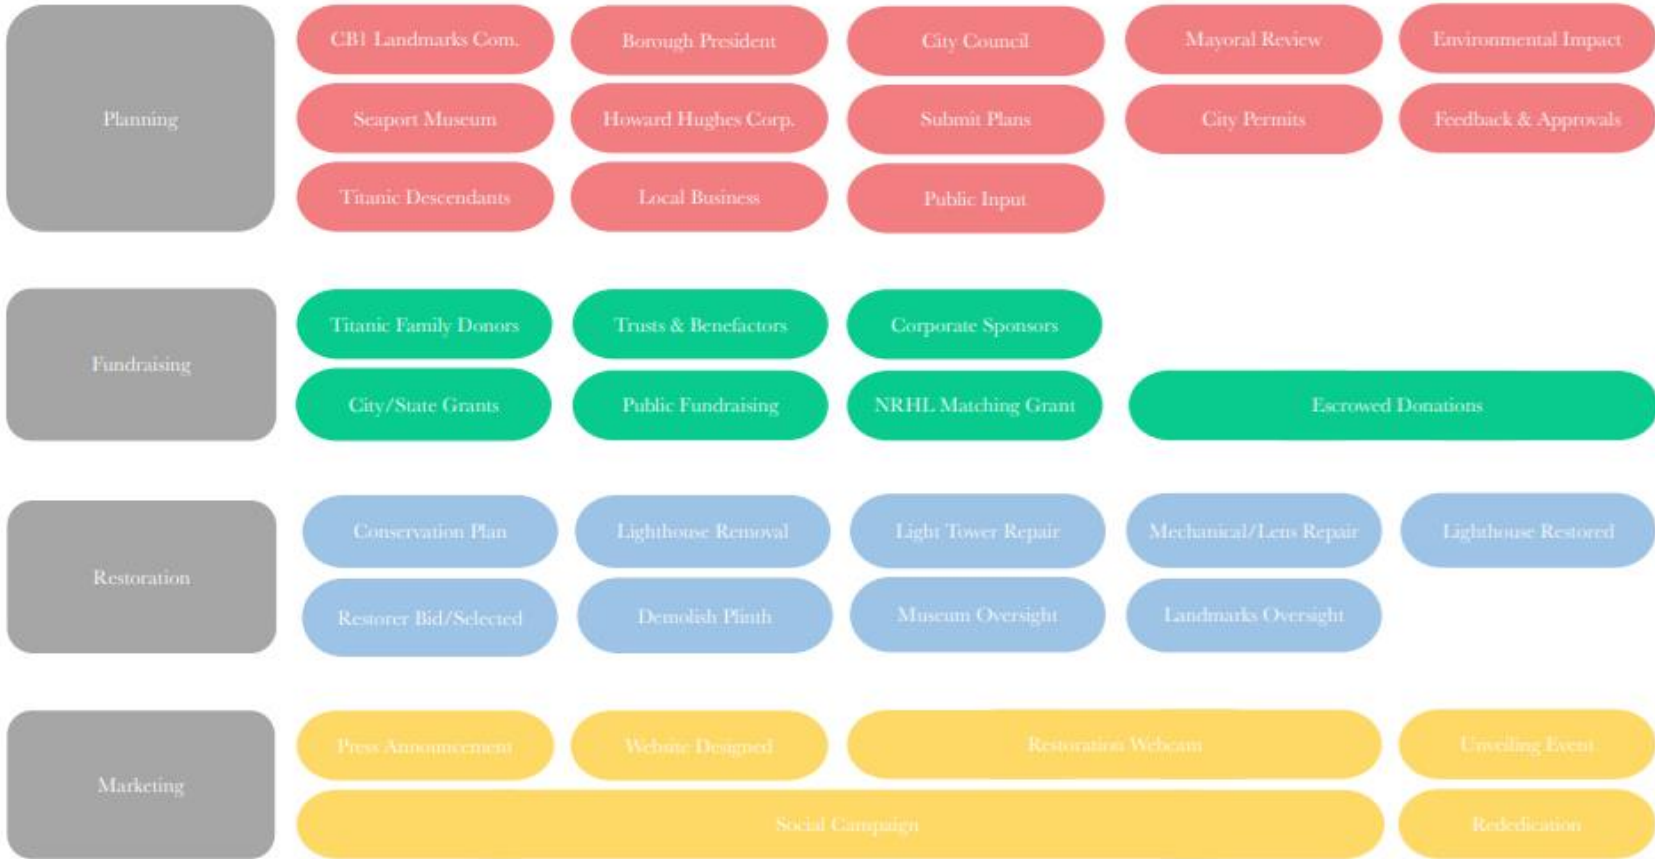 Planning
CB1 Landmarks Com.
Borough President
City Council
Mayoral Review
Environmental Impact
Seaport Museum
Howard Hughes Corp.
Submit Plans
City Permits
Feedback & Approvals
Titanic Descendants
Local Business
Public Input
Fundraising
Titanic Family Donors
Trusts & Benefactors
Corporate Sponsors
City/State Grants
Public Fundraising
NRHL Matching Grant
Escrowed Donations
Restoration
Conservation Plan
Lighthouse Removal
Light Tower Repair
Mechanical/Lens Repair
Lighthouse Restored
Restorer Bid/Selected
Demolish Plinth
Museum Oversight
Landmarks Oversight
Marketing
Press Announcement
Website Designed
Restoration Webcam
Unveiling Event
Social Campaign
Rededication